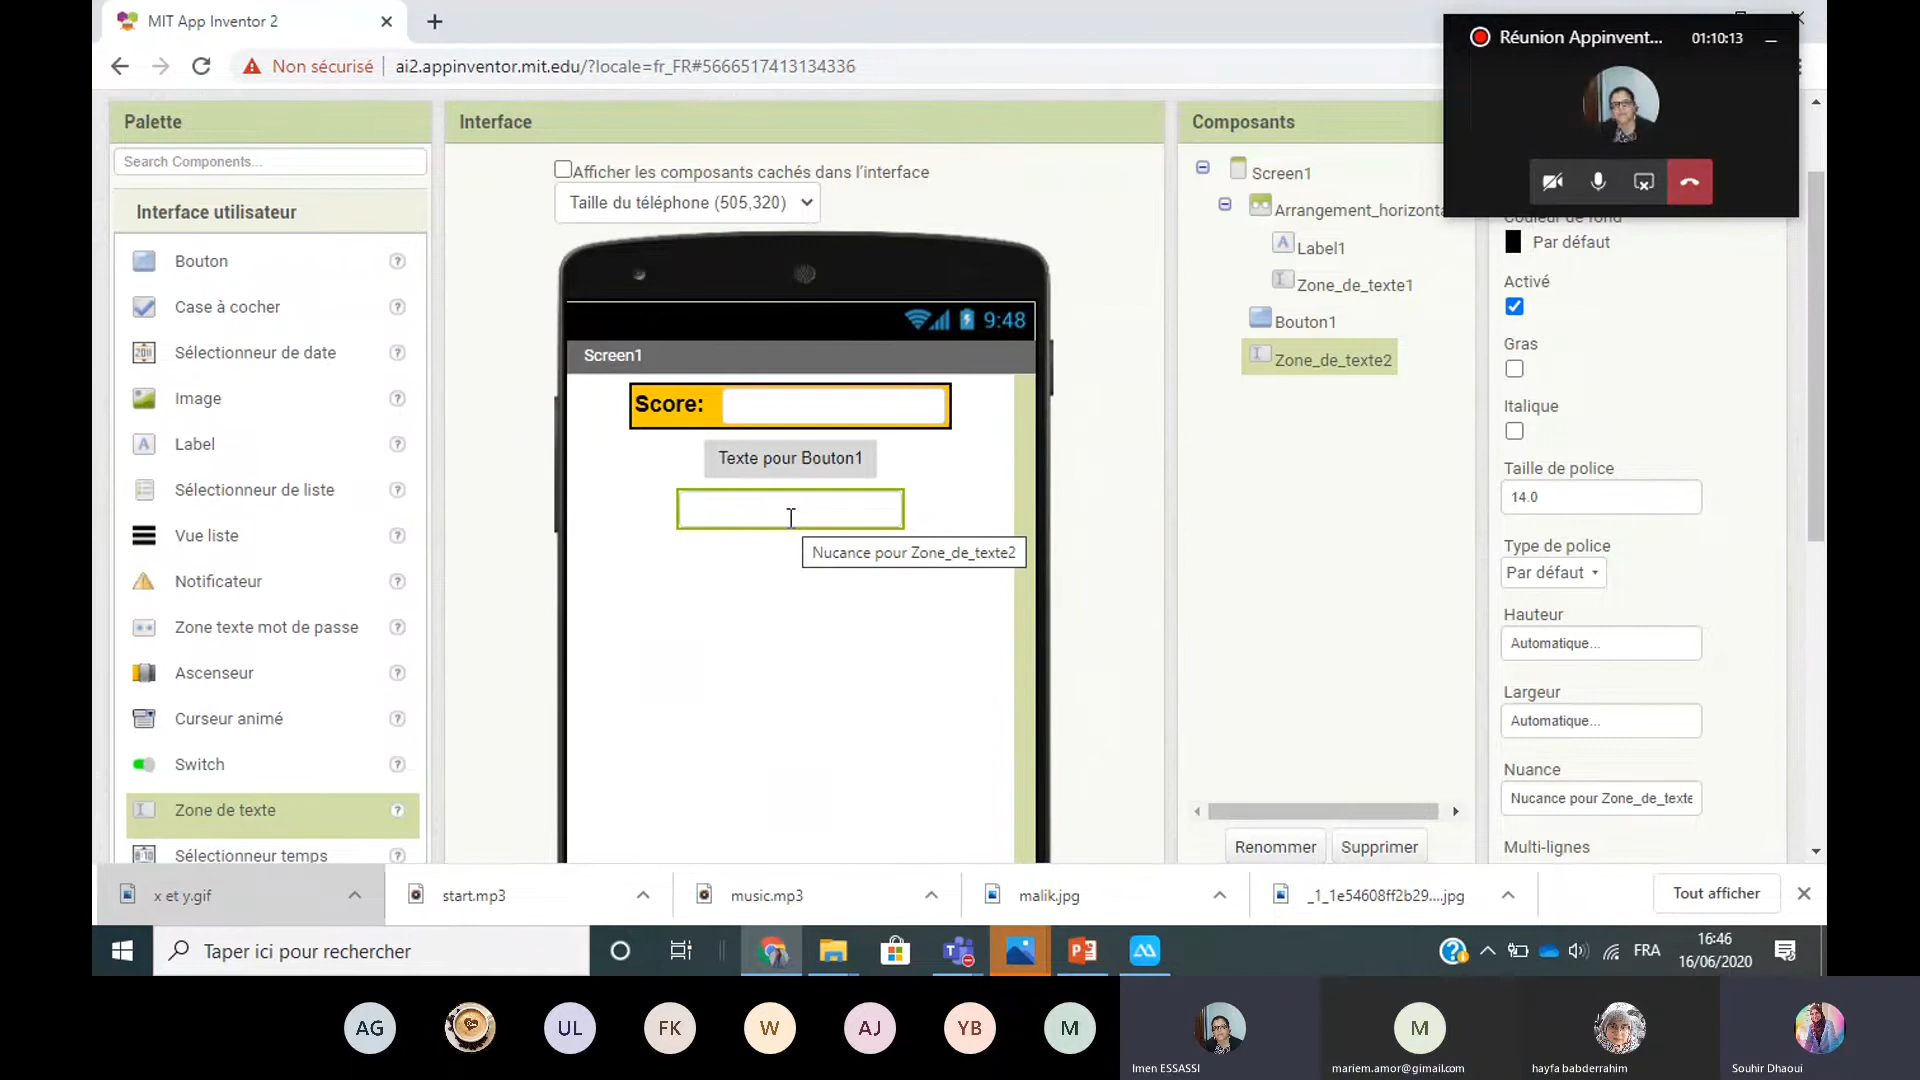 MIT App Inventor 2
Non sécurisé
ai2.appinventor.mit.edu/?locale=fr_FR#5666517413134336
Réunion Appinvent...
01:10:13
Palette
Search Components...
Interface utilisateur
Bouton
Case à cocher
Sélectionneur de date
Image
Label
Sélectionneur de liste
Vue liste
Notificateur
Zone texte mot de passe
Ascenseur
Curseur animé
Switch
Zone de texte
Sélectionneur temps
Interface
Afficher les composants cachés dans l'interface
Taille du téléphone (505,320)
9:48
Screen1
Score:
Texte pour Bouton1
Nucance pour Zone_de_texte2
Composants
Screen1
Arrangement_horizonta
Label1
Zone_de_texte1
Bouton1
Zone_de_texte2
Renommer
Supprimer
Couleur de fond
Par défaut
Activé
Gras
Italique
Taille de police
14.0
Type de police
Par défaut
Hauteur
Automatique...
Largeur
Automatique...
Nuance
Nucance pour Zone_de_texte
Multi-lignes
x et y.gif
start.mp3
music.mp3
malik.jpg
_1_1e54608ff2b29....jpg
Tout afficher
Taper ici pour rechercher
FRA
16:46
16/06/2020
AG
UL
FK
W
AJ
YB
M
M
Imen ESSASSI
mariem.amor@gimail.com
hayfa babderrahim
Souhir Dhaoui